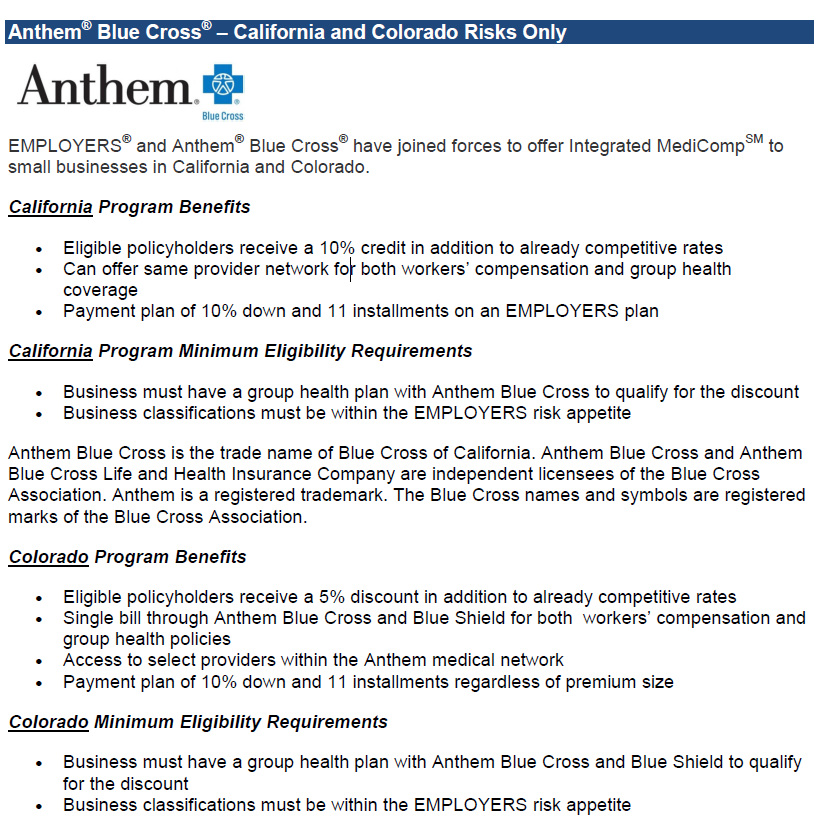 Anthem® Blue Cross® – California and Colorado Risks Only
Anthem®
Blue Cross
EMPLOYERS® and Anthem® Blue Cross® have joined forces to offer Integrated MediComp℠ to
small businesses in California and Colorado.
California Program Benefits
• Eligible policyholders receive a 10% credit in addition to already competitive rates
• Can offer same provider network for both workers’ compensation and group health
coverage
• Payment plan of 10% down and 11 installments on an EMPLOYERS plan
California Program Minimum Eligibility Requirements
• Business must have a group health plan with Anthem Blue Cross to qualify for the discount
• Business classifications must be within the EMPLOYERS risk appetite
Anthem Blue Cross is the trade name of Blue Cross of California. Anthem Blue Cross and Anthem
Blue Cross Life and Health Insurance Company are independent licensees of the Blue Cross
Association. Anthem is a registered trademark. The Blue Cross names and symbols are registered
marks of the Blue Cross Association.
Colorado Program Benefits
• Eligible policyholders receive a 5% discount in addition to already competitive rates
• Single bill through Anthem Blue Cross and Blue Shield for both workers’ compensation and
group health policies
• Access to select providers within the Anthem medical network
• Payment plan of 10% down and 11 installments regardless of premium size
Colorado Minimum Eligibility Requirements
• Business must have a group health plan with Anthem Blue Cross and Blue Shield to qualify
for the discount
• Business classifications must be within the EMPLOYERS risk appetite